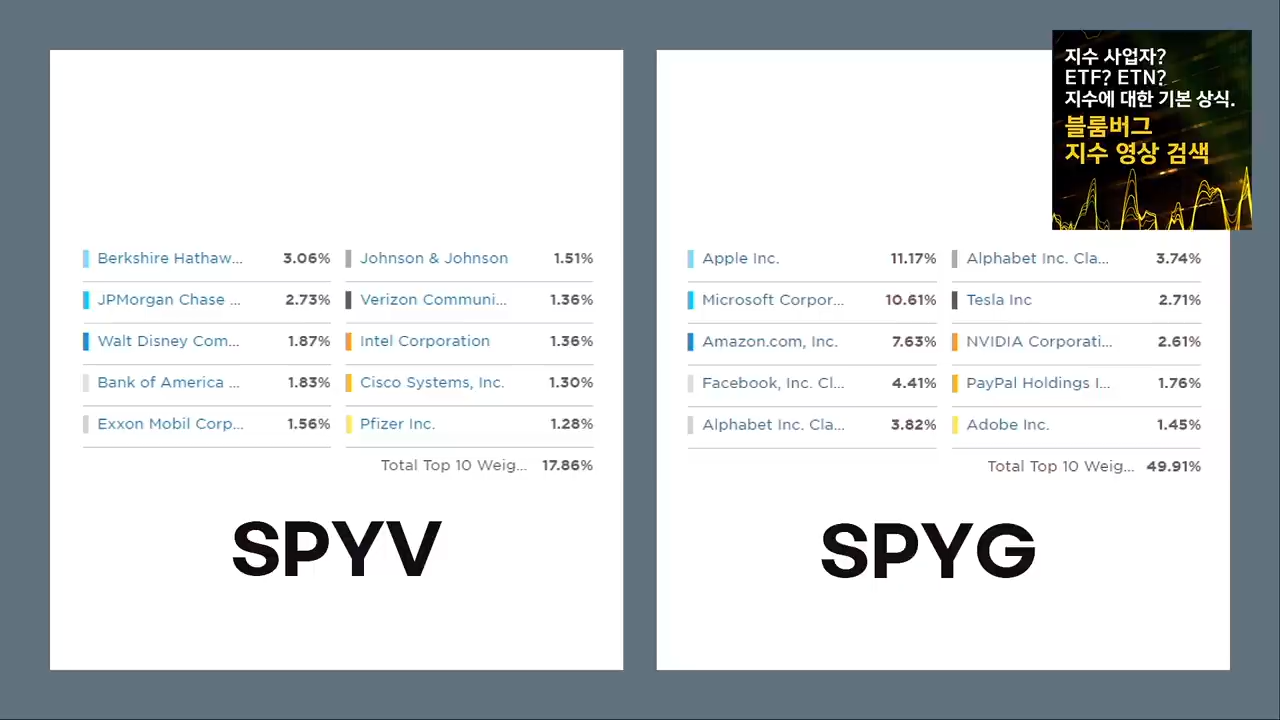 지수 사업자?
ETF? ETN?
지수에 대한 기본 상식.
블룸버그
지수 영상 검색
Berkshire Hathaw... 3.06%
JPMorgan Chase ... 2.73%
Walt Disney Com... 1.87%
Bank of America ... 1.83%
Exxon Mobil Corp... 1.56%
Johnson & Johnson 1.51%
Verizon Communi... 1.36%
Intel Corporation 1.36%
Cisco Systems, Inc. 1.30%
Pfizer Inc. 1.28%
Total Top 10 Weig... 17.86%
SPYV
Apple Inc. 11.17%
Microsoft Corpor... 10.61%
Amazon.com, Inc. 7.63%
Facebook, Inc. Cl... 4.41%
Alphabet Inc. Cla... 3.82%
Alphabet Inc. Cla... 3.74%
Tesla Inc 2.71%
NVIDIA Corporati... 2.61%
PayPal Holdings I... 1.76%
Adobe Inc. 1.45%
Total Top 10 Weig... 49.91%
SPYG